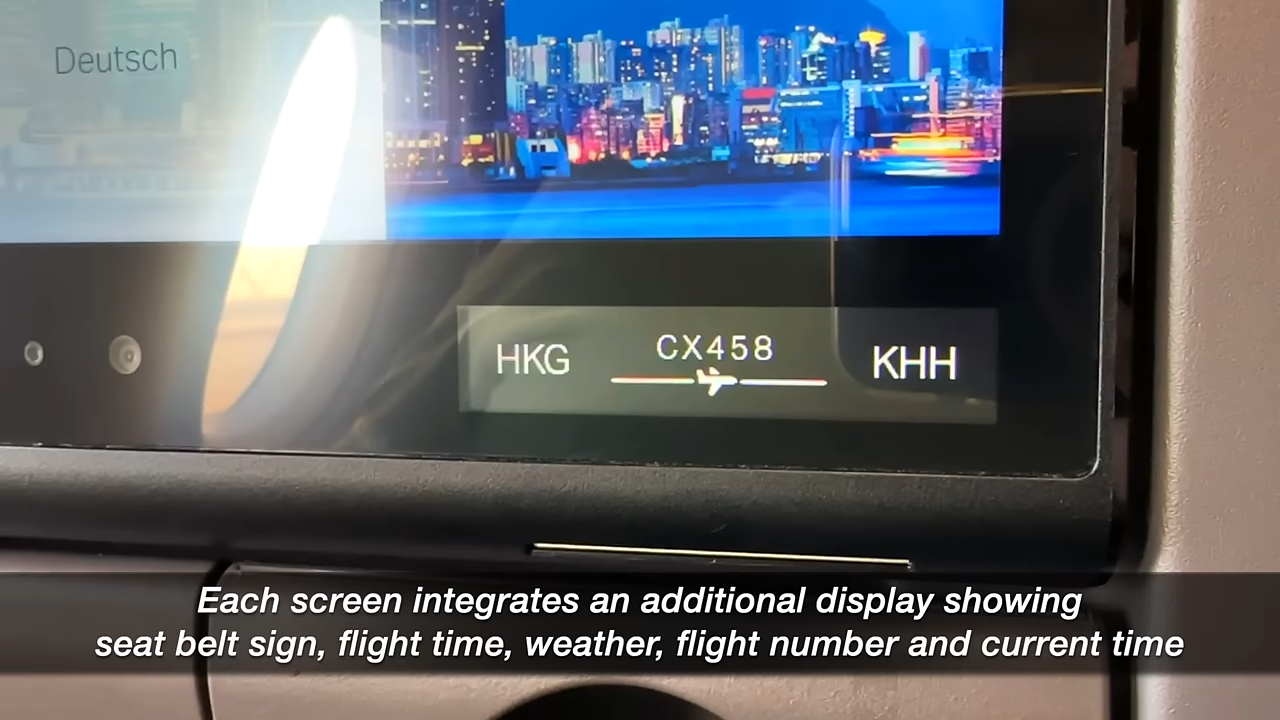 Deutsch
HKG CX458 KHH
Each screen integrates an additional display showing
seat belt sign, flight time, weather, flight number and current time